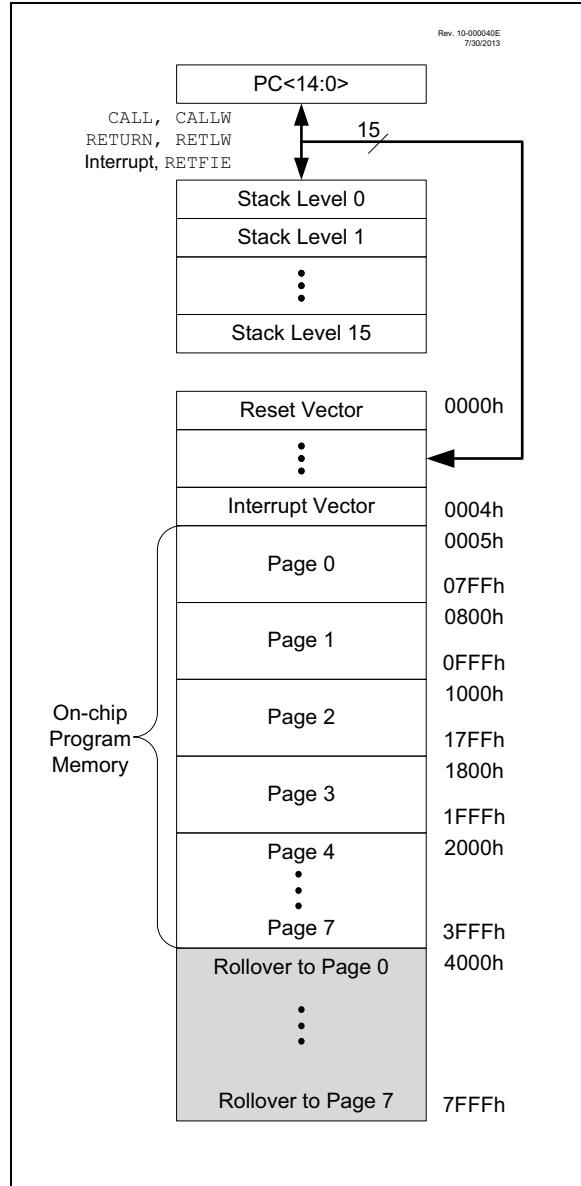 Rev. 10-000040E
7/30/2013
PC<14:0>
CALL, CALLW
RETURN, RETLW
Interrupt, RETFIE
15
Stack Level 0
Stack Level 1
Stack Level 15
Reset Vector
0000h
Interrupt Vector
0004h
0005h
Page 0
07FFh
0800h
Page 1
0FFFh
1000h
On-chip
Program
Memory
Page 2
17FFh
1800h
Page 3
1FFFh
Page 4
2000h
Page 7
3FFFh
Rollover to Page 0
4000h
Rollover to Page 7
7FFFh